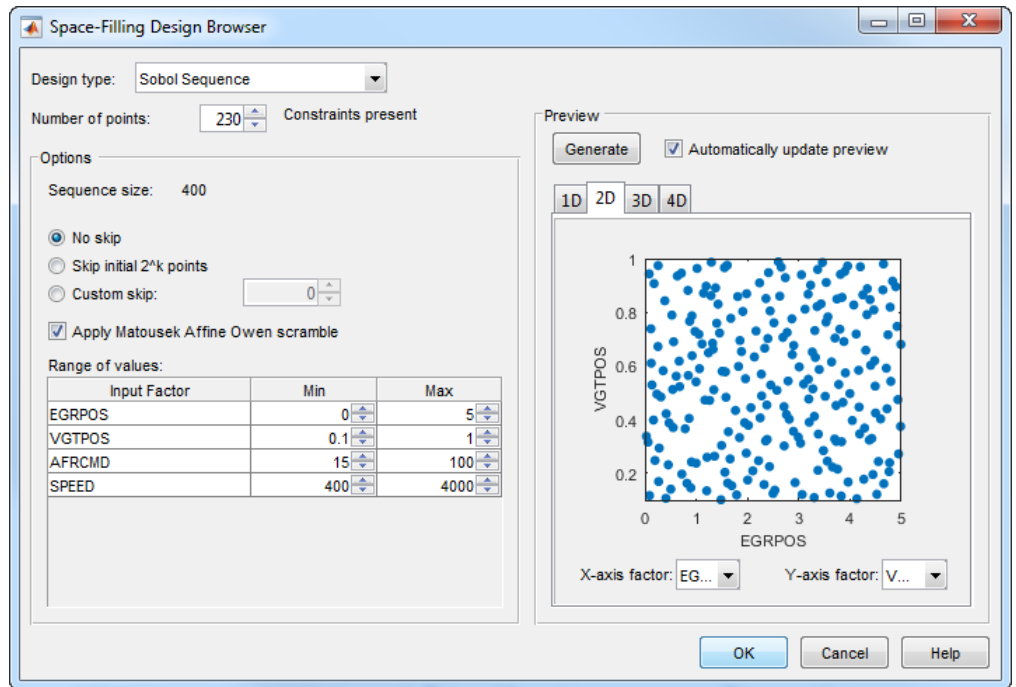 Space-Filling Design Browser
Design type: Sobol Sequence
Number of points: 230 Constraints present
Options
Sequence size: 400
No skip
Skip initial 2^k points
Custom skip: 0
Apply Matousek Affine Owen scramble
Range of values:
Input Factor Min Max
EGRPOS 0 5
VGTPOS 0.1 1
AFRCMD 15 100
SPEED 400 4000
Preview
Generate Automatically update preview
1D 2D 3D 4D
1
0.8
0.6
0.4
0.2
VGTPOS
0 1 2 3 4 5
EGRPOS
X-axis factor: EG... Y-axis factor: V...
OK Cancel Help